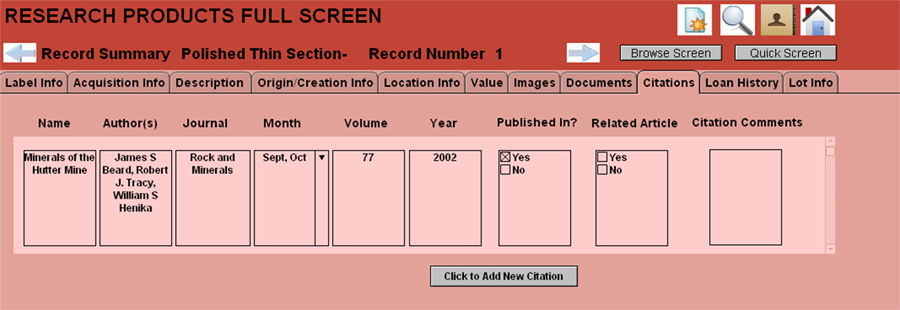 RESEARCH PRODUCTS FULL SCREEN
Record Summary Polished Thin Section- Record Number 1
Browse Screen Quick Screen
Label Info Acquisition Info Description Origin/Creation Info Location Info Value Images Documents Citations Loan History Lot Info
Name Author(s) Journal Month Volume Year Published In? Related Article Citation Comments
Minerals of the James S Rock and Sept, Oct 77 2002 Yes Yes
Hutter Mine Beard, Robert Minerals No No
J. Tracy,
William S
Henika
Click to Add New Citation